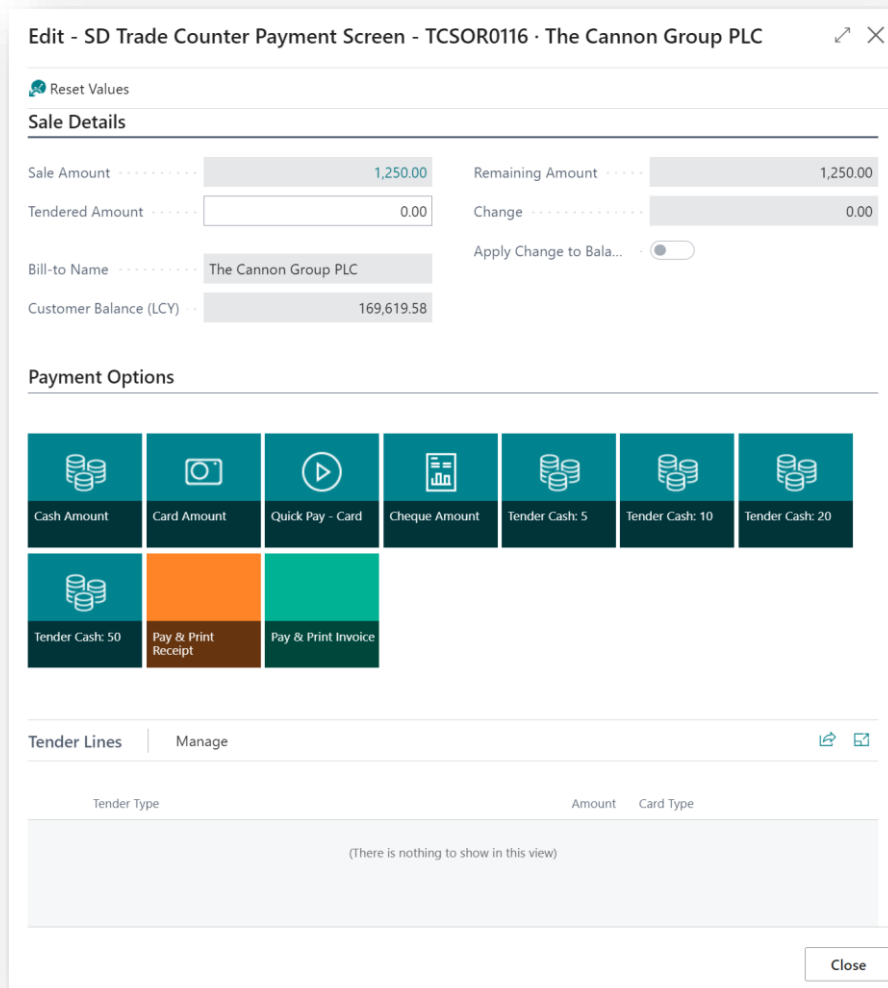 Edit - SD Trade Counter Payment Screen - TCSOR0116 · The Cannon Group PLC
Reset Values
Sale Details
Sale Amount 1,250.00 Remaining Amount 1,250.00
Tendered Amount 0.00 Change 0.00
Apply Change to Bala...
Bill-to Name The Cannon Group PLC
Customer Balance (LCY) 169,619.58
Payment Options
Cash Amount Card Amount Quick Pay - Card Cheque Amount Tender Cash: 5 Tender Cash: 10 Tender Cash: 20
Tender Cash: 50 Pay & Print Pay & Print Invoice
Receipt
Tender Lines Manage
Tender Type Amount Card Type
(There is nothing to show in this view)
Close